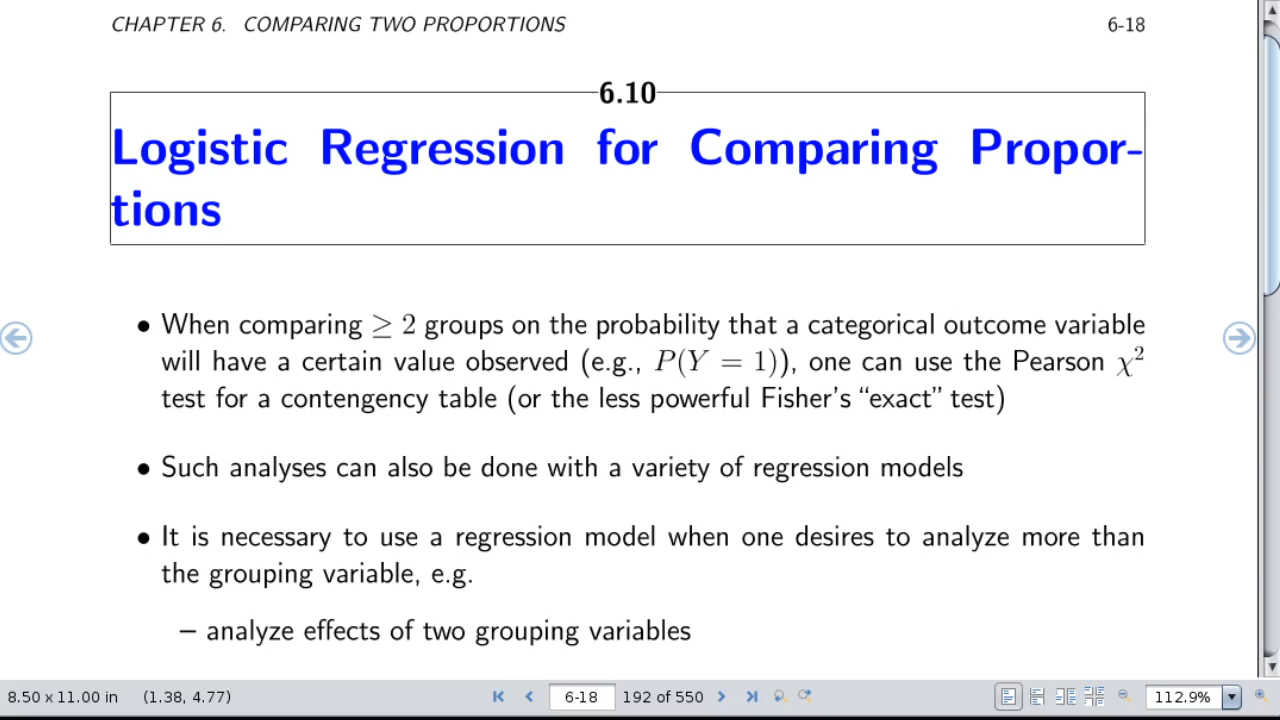 CHAPTER 6. COMPARING TWO PROPORTIONS 6-18
6.10
Logistic Regression for Comparing Propor-
tions
• When comparing ≥ 2 groups on the probability that a categorical outcome variable
will have a certain value observed (e.g., P(Y = 1)), one can use the Pearson χ²
test for a contengency table (or the less powerful Fisher's “exact” test)
• Such analyses can also be done with a variety of regression models
• It is necessary to use a regression model when one desires to analyze more than
the grouping variable, e.g.
– analyze effects of two grouping variables
8.50 x 11.00 in (1.38, 4.77) 6-18 192 of 550 112.9%